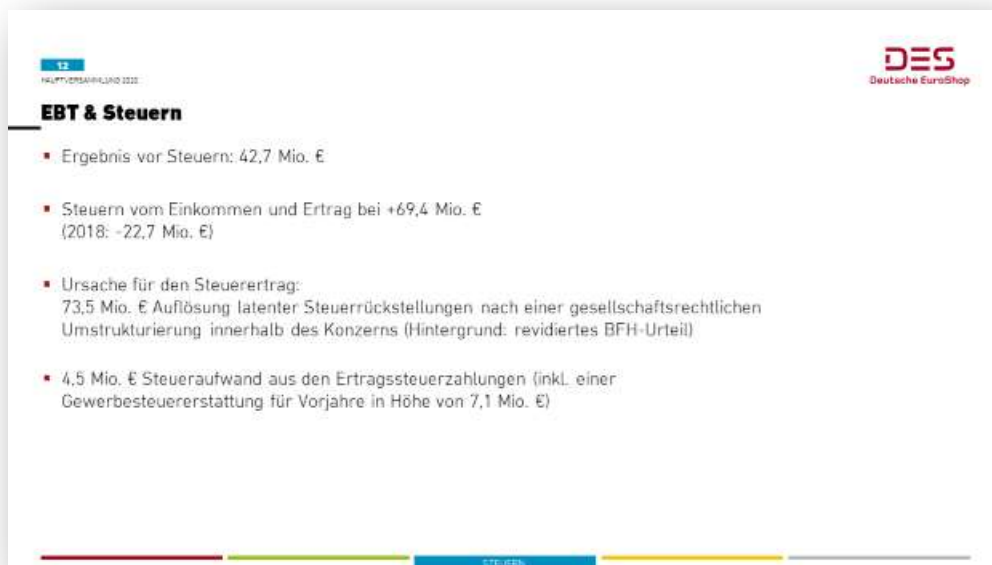 12
HAUPTVERSAMMLUNG 2020
DES
Deutsche EuroShop
EBT & Steuern
▪ Ergebnis vor Steuern: 42,7 Mio. €
▪ Steuern vom Einkommen und Ertrag bei +69,4 Mio. €
(2018: -22,7 Mio. €)
▪ Ursache für den Steuerertrag:
73,5 Mio. € Auflösung latenter Steuerrückstellungen nach einer gesellschaftsrechtlichen
Umstrukturierung innerhalb des Konzerns (Hintergrund: revidiertes BFH-Urteil)
▪ 4,5 Mio. € Steueraufwand aus den Ertragssteuerzahlungen (inkl. einer
Gewerbesteuererstattung für Vorjahre in Höhe von 7,1 Mio. €)
STEUERN